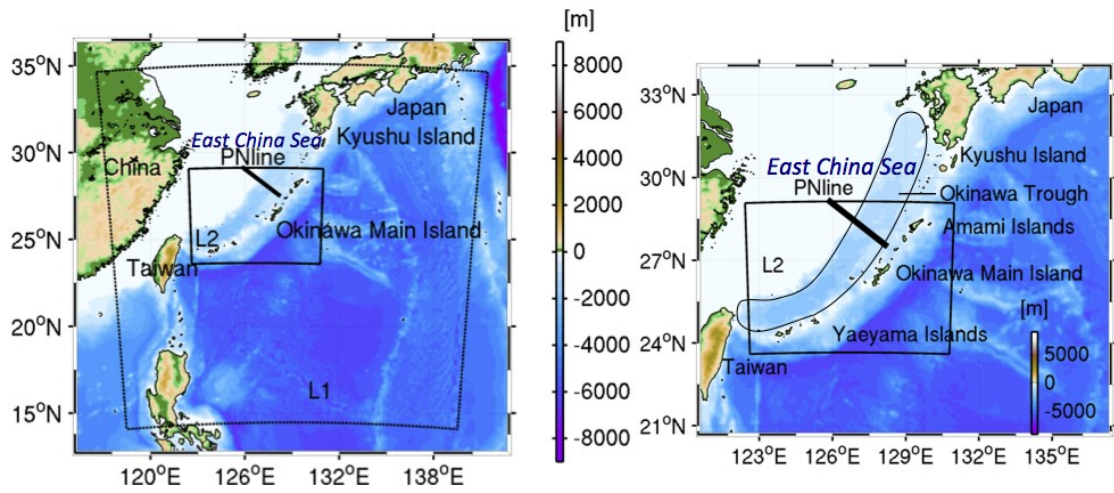 [m]
35°N
30°N
25°N
20°N
15°N
120°E
126°E
132°E
138°E
Japan
Kyushu Island
East China Sea
PNline
China
Okinawa Main Island
L2
Taiwan
L1
8000
6000
4000
2000
0
-2000
-4000
-6000
-8000
33°N
30°N
27°N
24°N
21°N
123°E
126°E
129°E
132°E
135°E
Japan
Kyushu Island
East China Sea
PNline
Okinawa Trough
Amami Islands
L2
Okinawa Main Island
[m]
Yaeyama Islands
Taiwan
5000
0
-5000